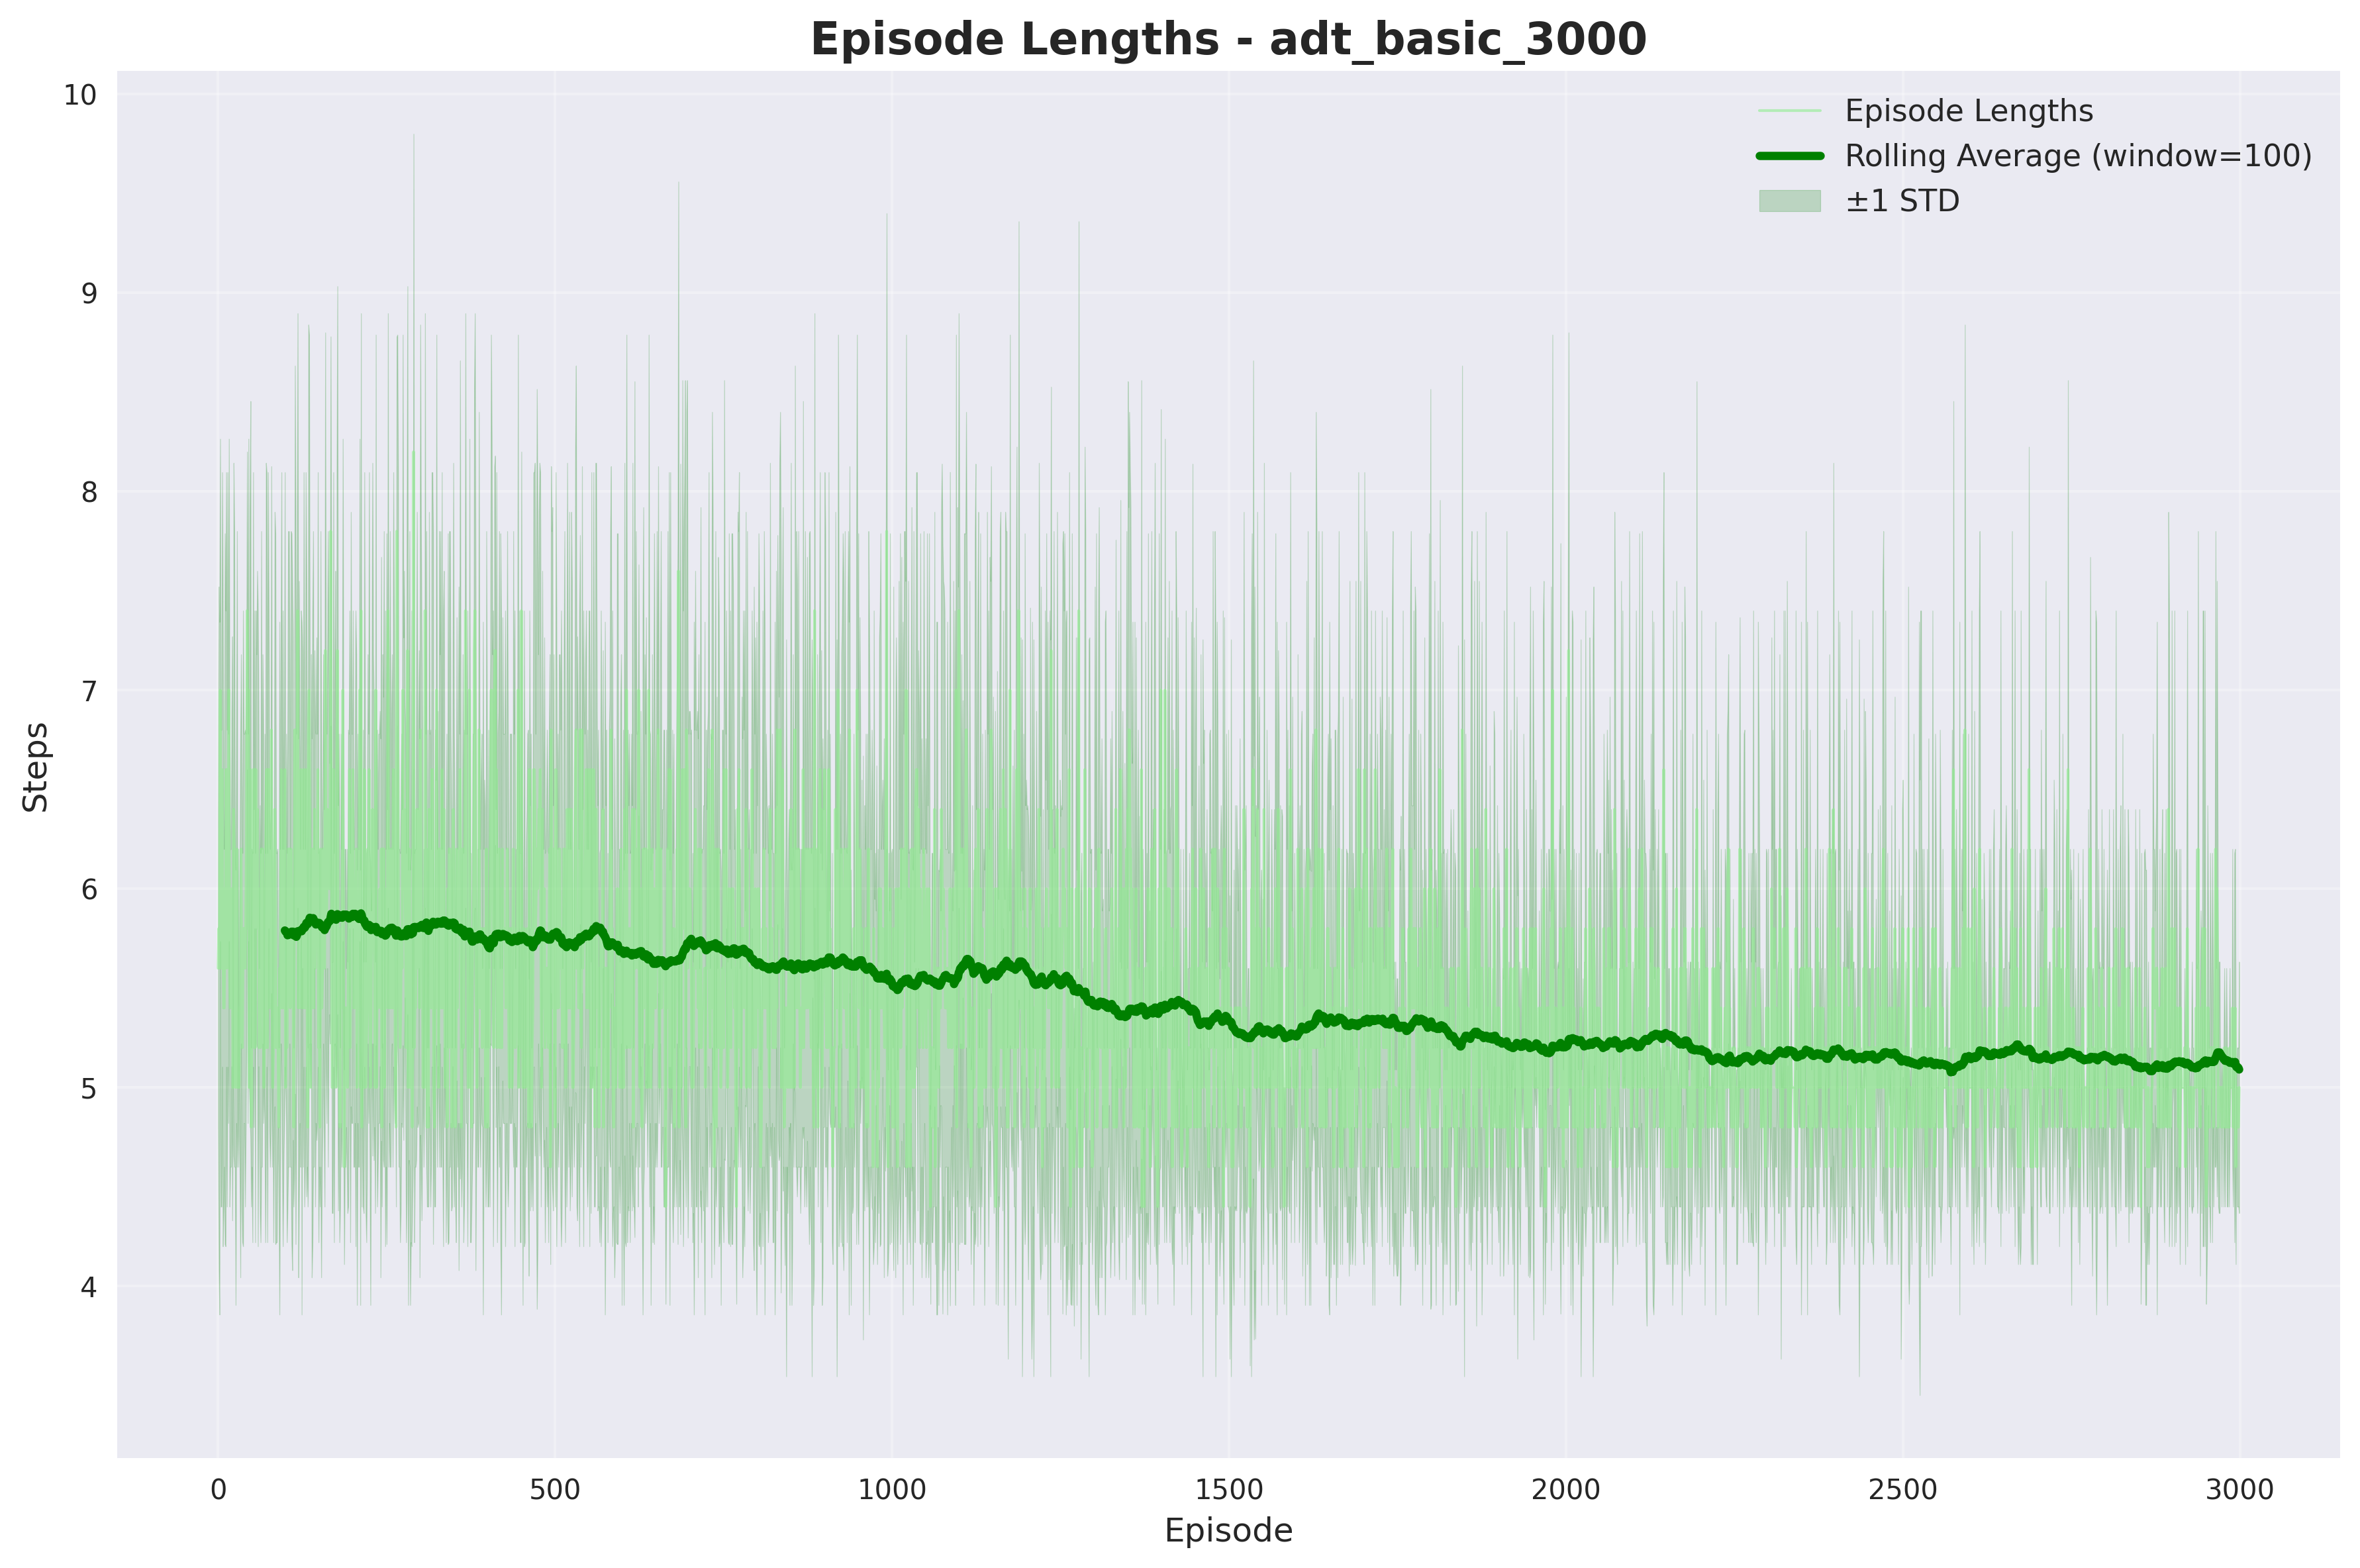 Episode Lengths - adt_basic_3000
Episode Lengths
Rolling Average (window=100)
±1 STD
10
9
8
7
6
5
4
Steps
0 500 1000 1500 2000 2500 3000
Episode